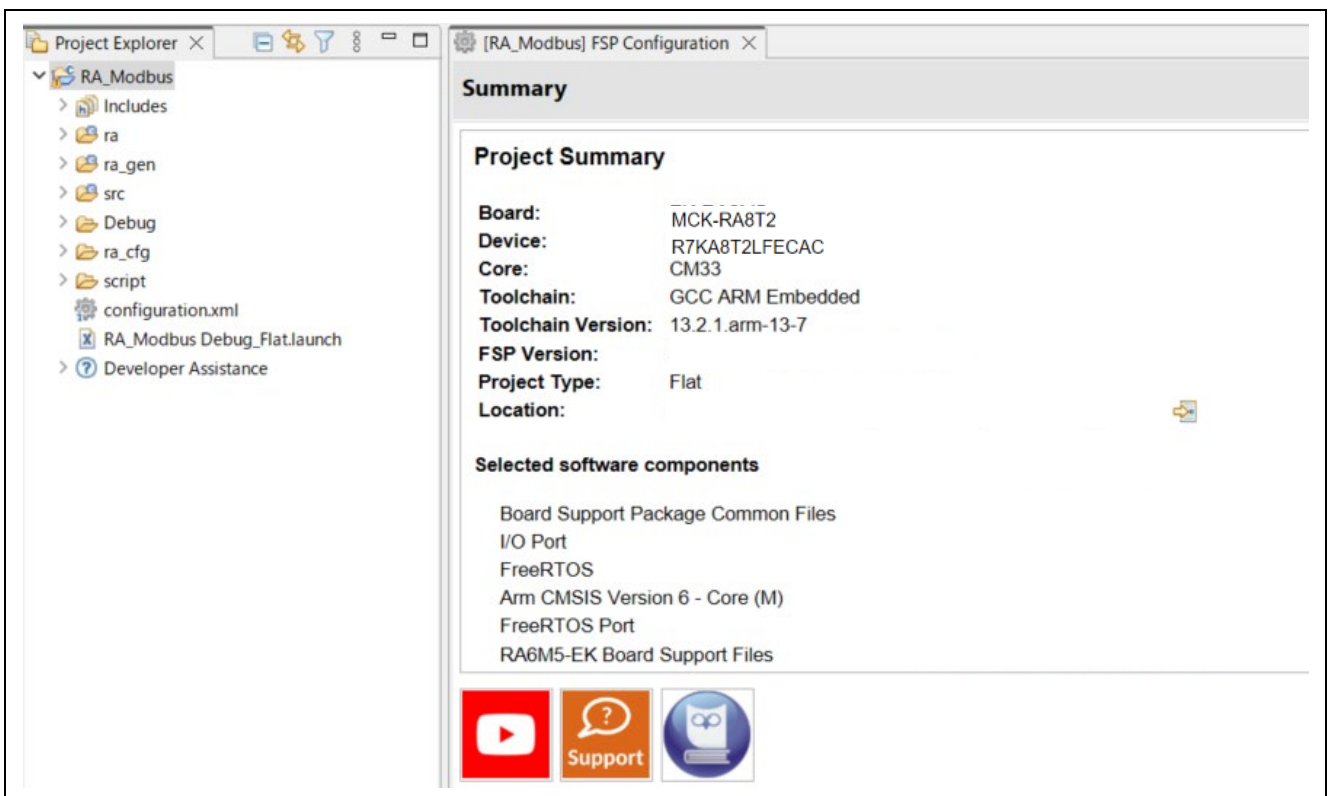 Project Explorer
RA_Modbus
Includes
ra
ra_gen
src
Debug
ra_cfg
script
configuration.xml
RA_Modbus Debug_Flat.launch
Developer Assistance
[RA_Modbus] FSP Configuration
Summary
Project Summary
Board: MCK-RA8T2
Device: R7KA8T2LFECAC
Core: CM33
Toolchain: GCC ARM Embedded
Toolchain Version: 13.2.1.arm-13-7
FSP Version:
Project Type: Flat
Location:
Selected software components
Board Support Package Common Files
I/O Port
FreeRTOS
Arm CMSIS Version 6 - Core (M)
FreeRTOS Port
RA6M5-EK Board Support Files
?
Support